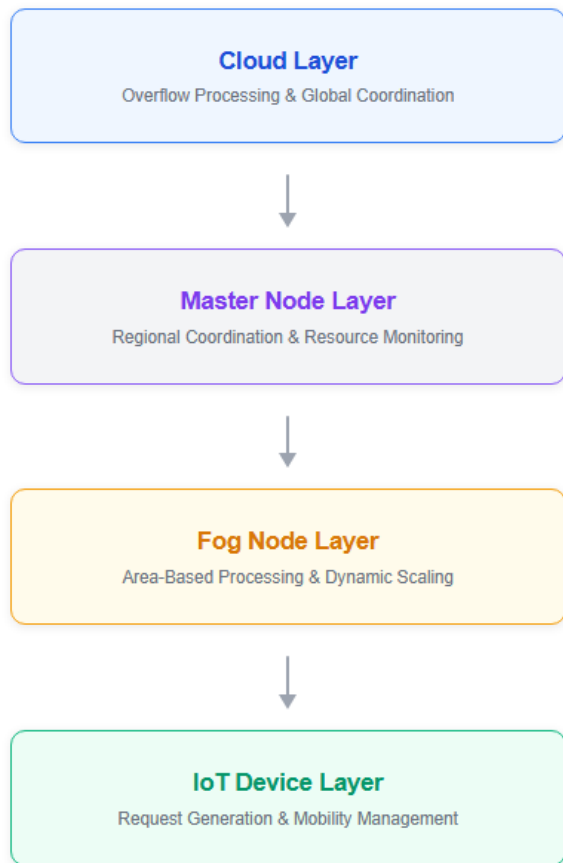 Cloud Layer
Overflow Processing & Global Coordination
Master Node Layer
Regional Coordination & Resource Monitoring
Fog Node Layer
Area-Based Processing & Dynamic Scaling
IoT Device Layer
Request Generation & Mobility Management